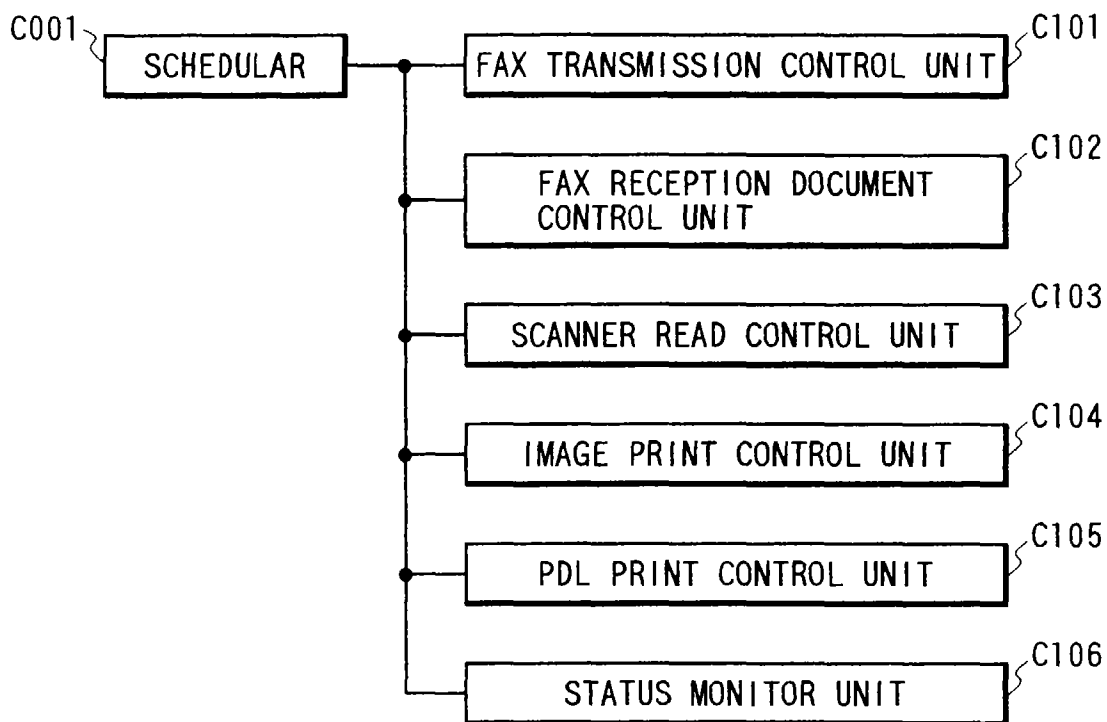 C001
SCHEDULAR
C101
FAX TRANSMISSION CONTROL UNIT
C102
FAX RECEPTION DOCUMENT
CONTROL UNIT
C103
SCANNER READ CONTROL UNIT
C104
IMAGE PRINT CONTROL UNIT
C105
PDL PRINT CONTROL UNIT
C106
STATUS MONITOR UNIT